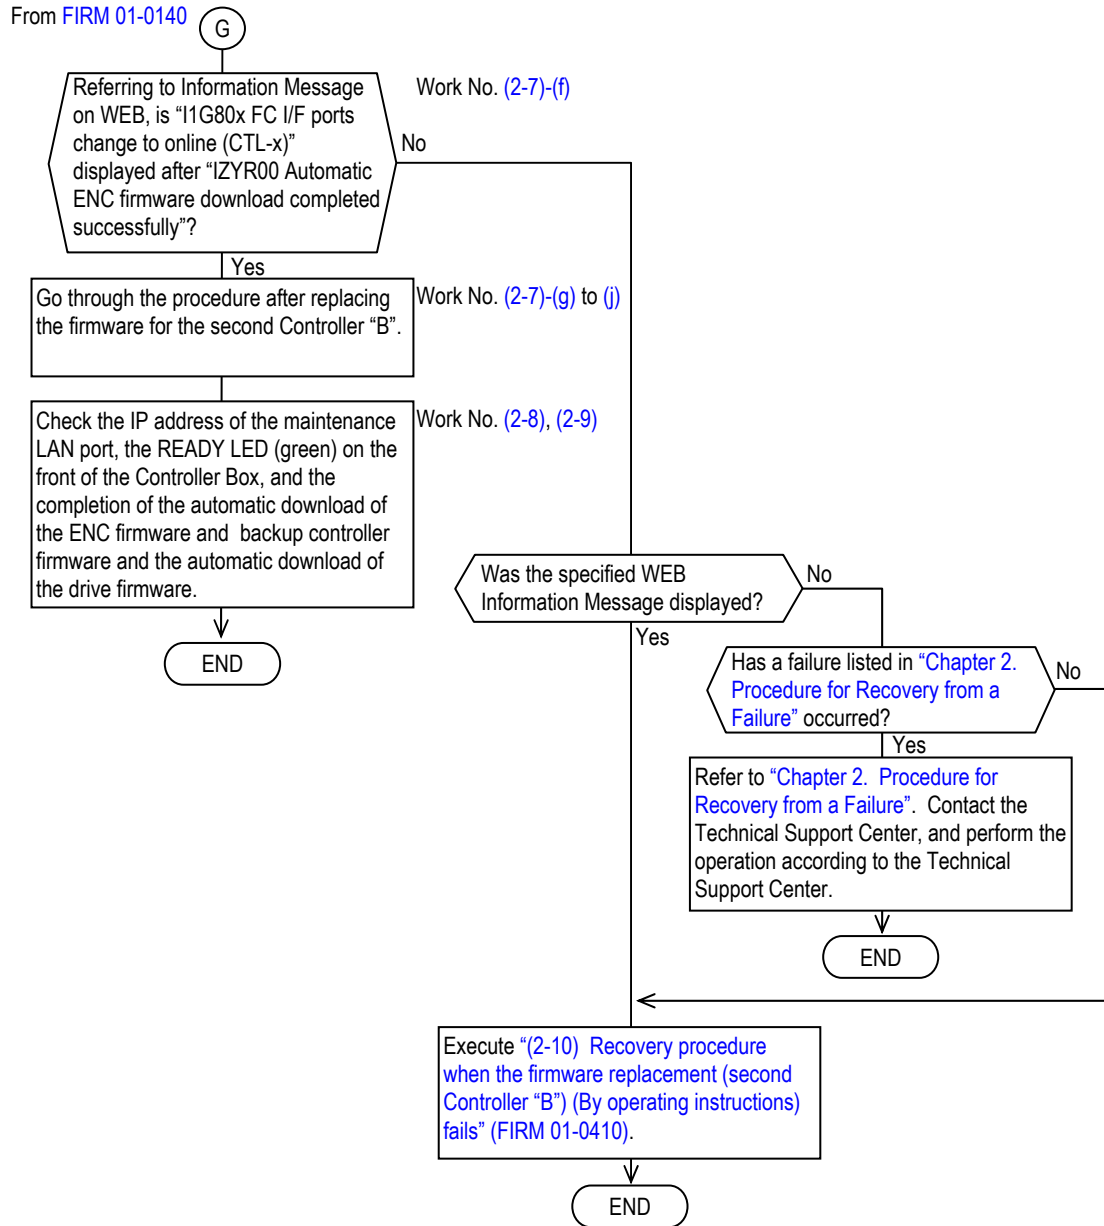 From FIRM 01-0140
G
Referring to Information Message
on WEB, is “I1G80x FC I/F ports
change to online (CTL-x)”
displayed after “IZYR00 Automatic
ENC firmware download completed
successfully”?
Work No. (2-7)-(f)
No
Yes
Go through the procedure after replacing
the firmware for the second Controller “B”.
Work No. (2-7)-(g) to (j)
Check the IP address of the maintenance
LAN port, the READY LED (green) on the
front of the Controller Box, and the
completion of the automatic download of
the ENC firmware and  backup controller
firmware and the automatic download of
the drive firmware.
Work No. (2-8), (2-9)
END
Was the specified WEB
Information Message displayed?
No
Yes
Has a failure listed in “Chapter 2.
Procedure for Recovery from a
Failure” occurred?
No
Yes
Refer to “Chapter 2.  Procedure for
Recovery from a Failure”.  Contact the
Technical Support Center, and perform the
operation according to the Technical
Support Center.
END
Execute “(2-10)  Recovery procedure
when the firmware replacement (second
Controller “B”) (By operating instructions)
fails” (FIRM 01-0410).
END